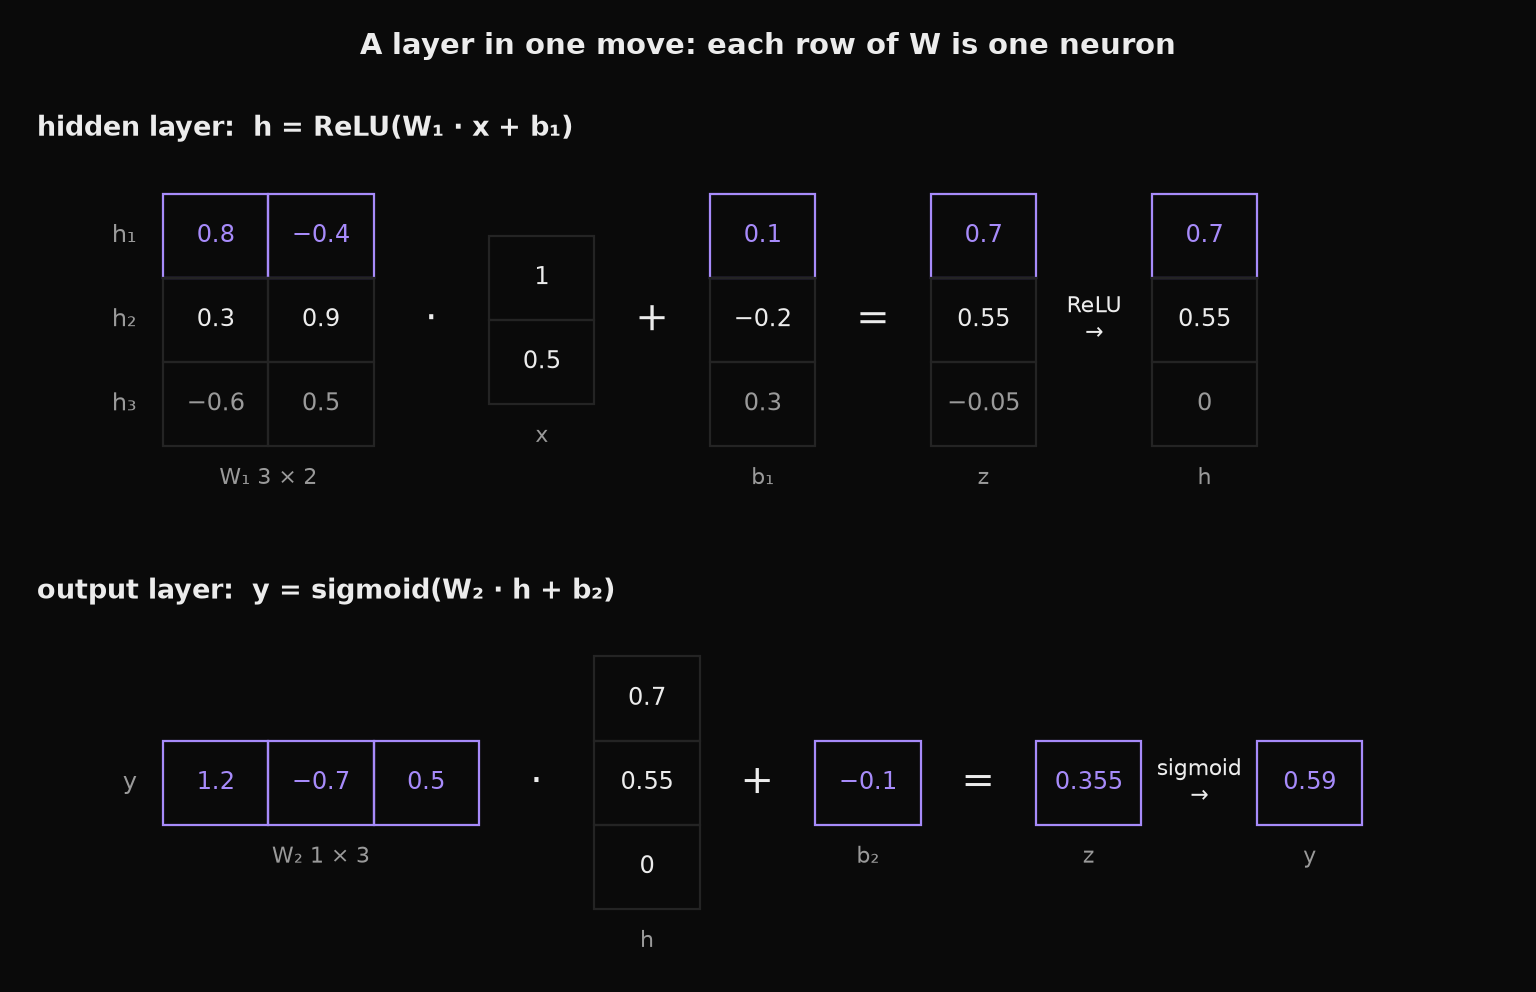 A layer in one move: each row of W is one neuron
hidden layer:  h = ReLU(W₁ · x + b₁)
h₁ 0.8 −0.4 0.1 0.7 0.7
1
h₂ 0.3 0.9 · + −0.2 = 0.55 ReLU → 0.55
0.5
h₃ −0.6 0.5 0.3 −0.05 0
x
W₁ 3 × 2 b₁ z h
output layer:  y = sigmoid(W₂ · h + b₂)
0.7
y 1.2 −0.7 0.5 · 0.55 + −0.1 = 0.355 sigmoid → 0.59
W₂ 1 × 3 0 b₂ z y
h